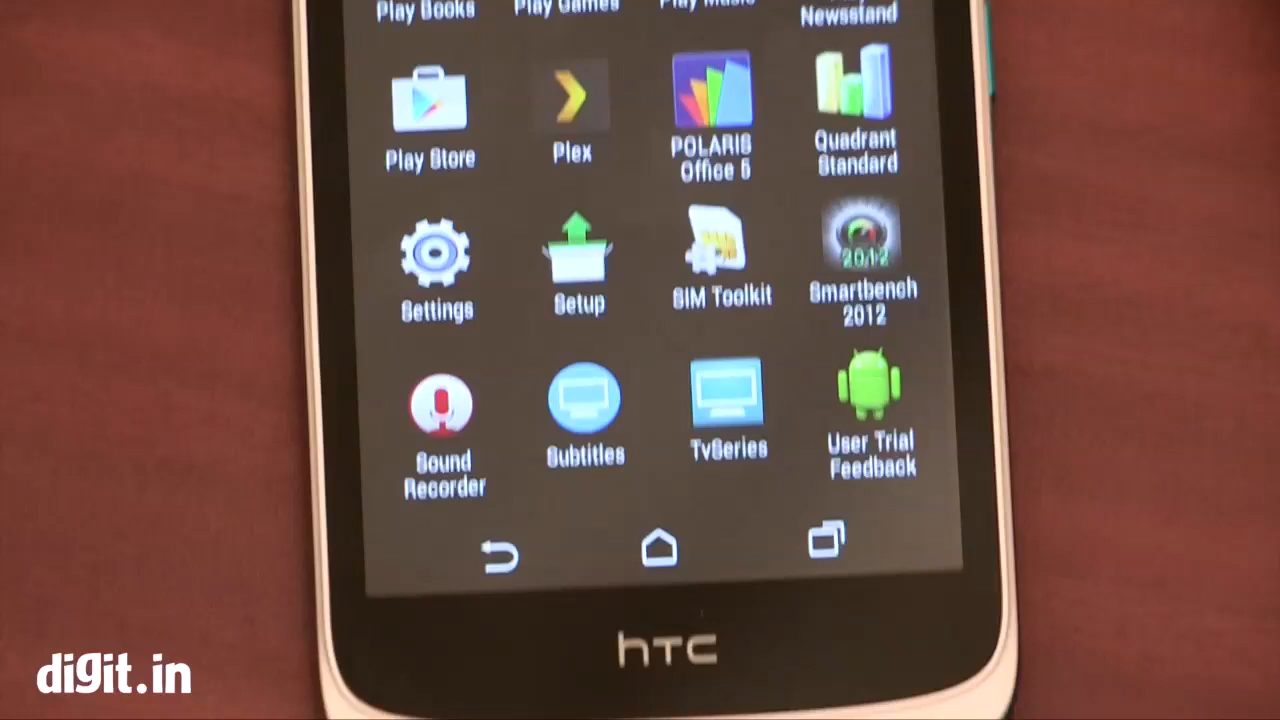 Play Books
Play Games
Play Music
Play
Newsstand
Play Store
Plex
POLARIS
Office 5
Quadrant
Standard
Settings
Setup
SIM Toolkit
2012
Smartbench
2012
Sound
Recorder
Subtitles
TvSeries
User Trial
Feedback
hTC
digit.in